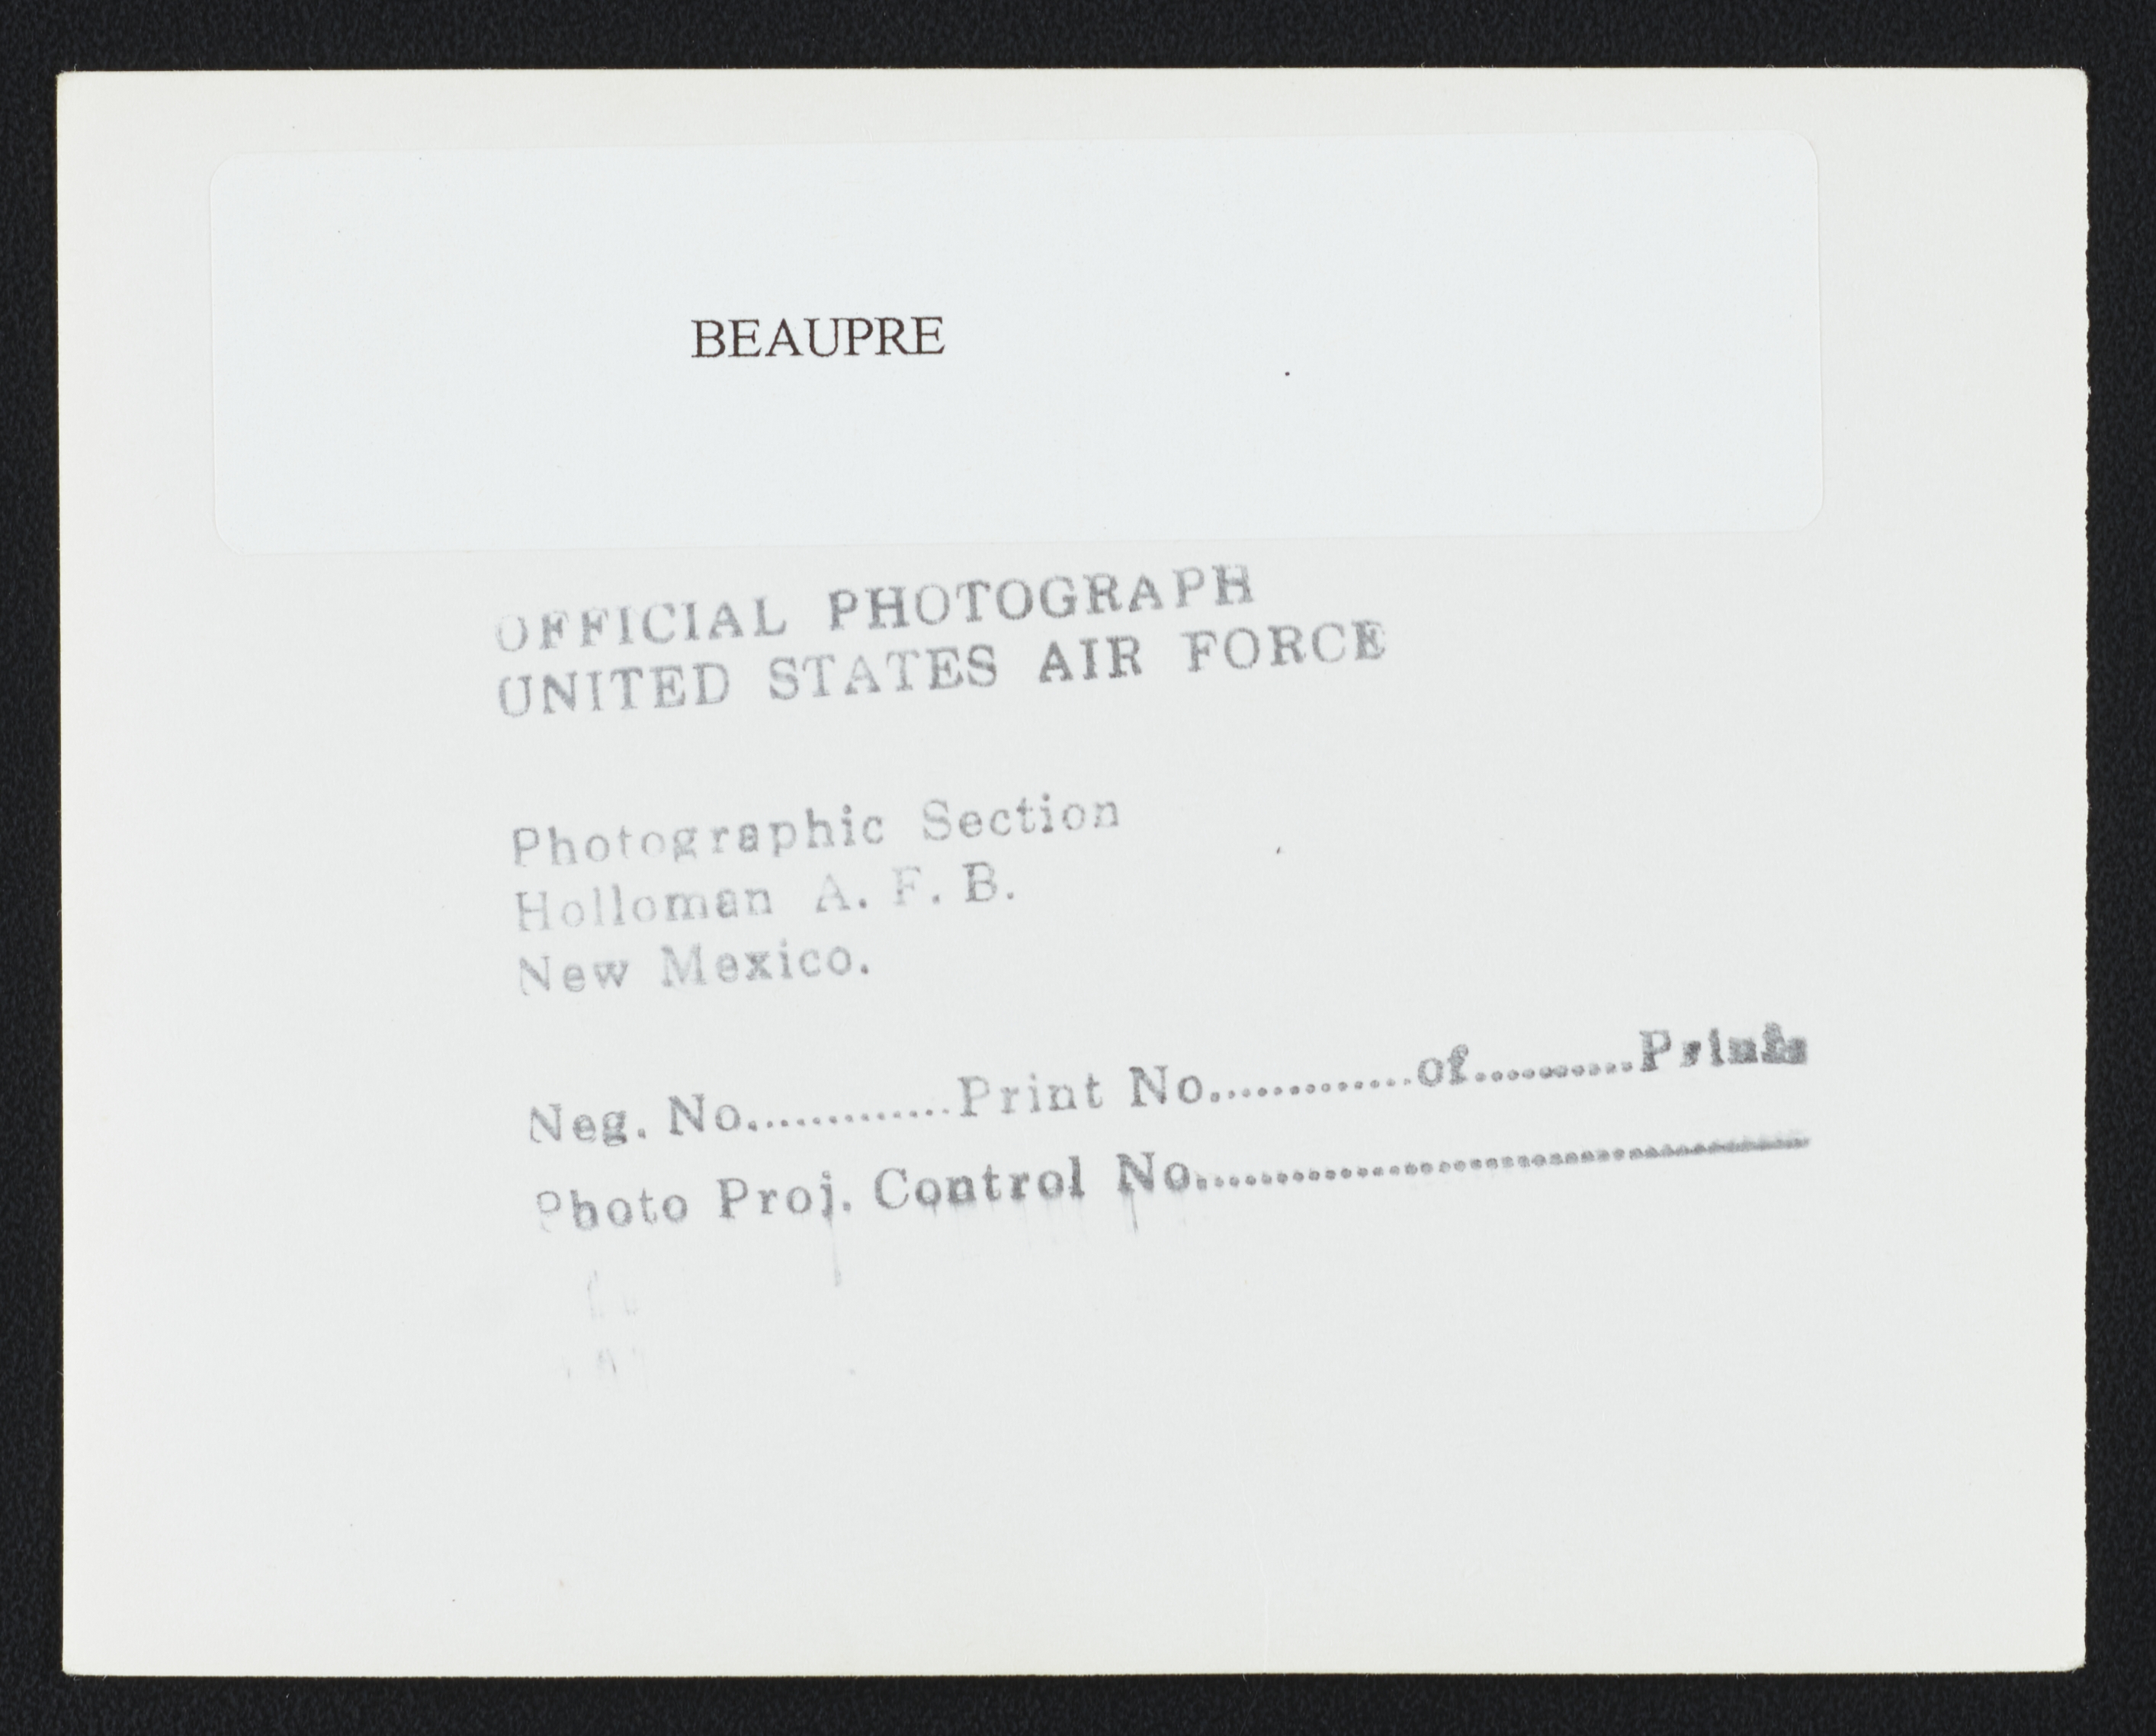 BEAUPRE
OFFICIAL PHOTOGRAPH
UNITED STATES AIR FORCE
Photographic Section
Holloman A. F. B.
New Mexico.
Neg. No.............Print No.............of..........Prints
Photo Proj. Control No........................................